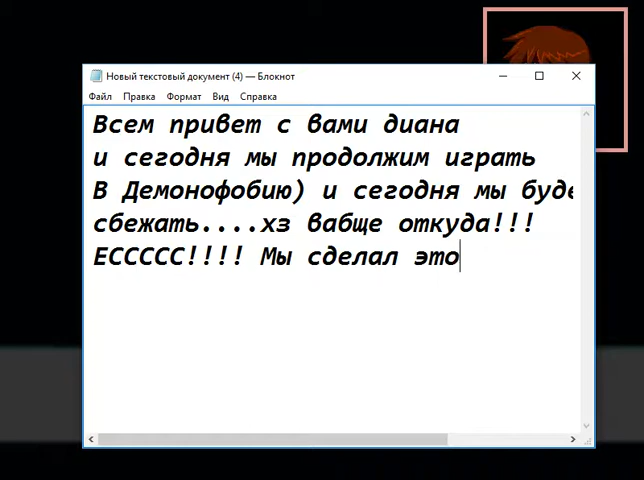 Новый текстовый документ (4) — Блокнот
Файл Правка Формат Вид Справка
Всем привет с вами диана
и сегодня мы продолжим играть
В Демонофобию) и сегодня мы буде
сбежать....хз вабще откуда!!!
ЕССССС!!!! Мы сделал это